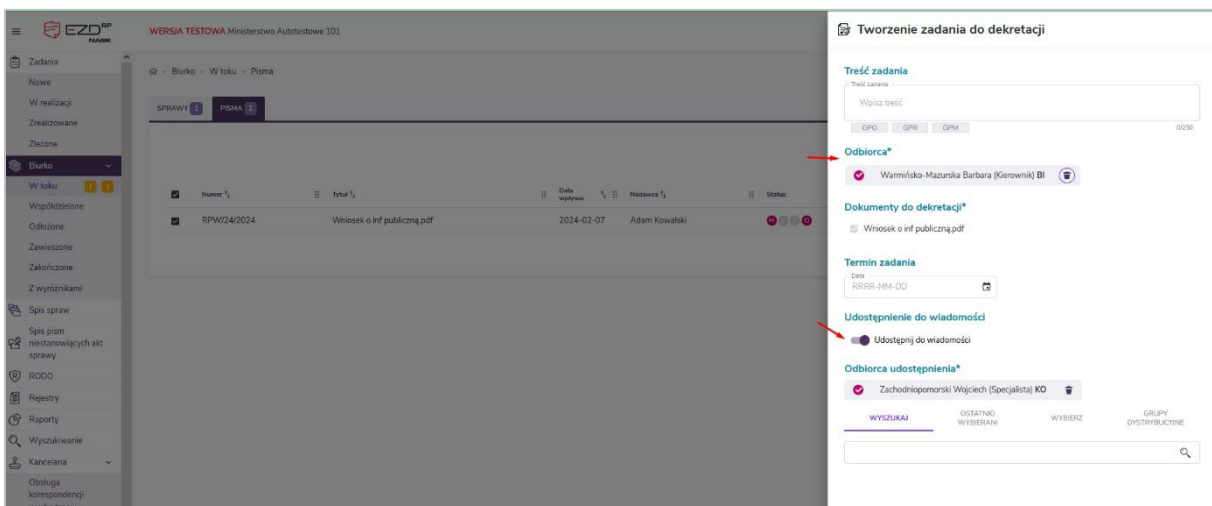 EZD RP
NASK
WERSJA TESTOWA Ministerstwo Autotestowe 101
Zadania
Nowe
W realizacji
Zrealizowane
Zlecone
Biurko
W toku 1 1
Współdzielone
Odłożone
Zawieszone
Zakończone
Z wyróżnikami
Spis spraw
Spis pism
niestanowiących akt
sprawy
RODO
Rejestry
Raporty
Wyszukiwanie
Kancelaria
Obsługa
korespondencji
Biurko W toku Pisma
SPRAWY 1 PISMA 1
Numer Tytuł Data wpływu Nadawca Status
RPW/24/2024 Wniosek o inf publiczną.pdf 2024-02-07 Adam Kowalski
Tworzenie zadania do dekretacji
Treść zadania
Treść zadania
Wpisz treść
GPO GPR GPM 0/250
Odbiorca*
Warmińsko-Mazurska Barbara (Kierownik) BI
Dokumenty do dekretacji*
Wniosek o inf publiczną.pdf
Termin zadania
Data
RRRR-MM-DD
Udostępnienie do wiadomości
Udostępnij do wiadomości
Odbiorca udostępnienia*
Zachodniopomorski Wojciech (Specjalista) KO
WYSZUKAJ OSTATNIO WYBIERANI WYBIERZ GRUPY DYSTRYBUCYJNE